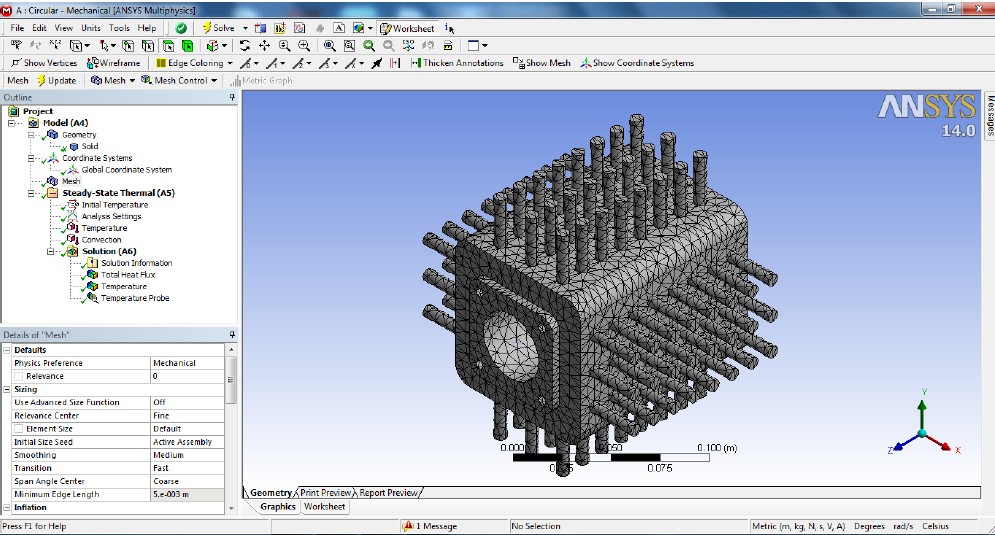 A : Circular - Mechanical [ANSYS Multiphysics]
File Edit View Units Tools Help Solve Worksheet
Show Vertices Wireframe Edge Coloring Thicken Annotations Show Mesh Show Coordinate Systems
Mesh Update Mesh Mesh Control Metric Graph
Outline
Project
Model (A4)
Geometry
Solid
Coordinate Systems
Global Coordinate System
Mesh
Steady-State Thermal (A5)
Initial Temperature
Analysis Settings
Temperature
Convection
Solution (A6)
Solution Information
Total Heat Flux
Temperature
Temperature Probe
Details of "Mesh"
Defaults
Physics Preference Mechanical
Relevance 0
Sizing
Use Advanced Size Function Off
Relevance Center Fine
Element Size Default
Initial Size Seed Active Assembly
Smoothing Medium
Transition Fast
Span Angle Center Coarse
Minimum Edge Length 5.e-003 m
Inflation
ANSYS
14.0
Messages
0.100 (m)
0.075
Y
Z X
Geometry Print Preview Report Preview
Graphics Worksheet
Press F1 for Help 1 Message No Selection Metric (m, kg, N, s, V, A) Degrees rad/s Celsius